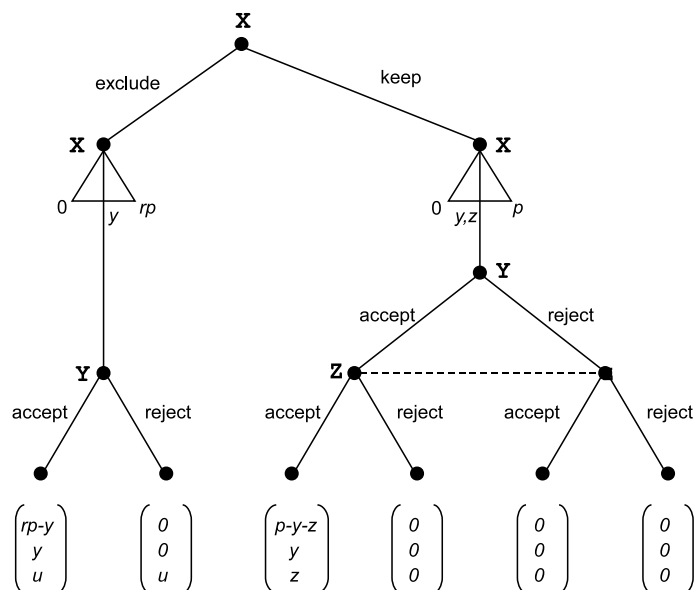 X
exclude
keep
X
X
0 y rp
0 y,z p
Y
accept
reject
Y
Z
accept reject accept reject accept reject
rp-y 0 p-y-z 0 0 0
y 0 y 0 0 0
u u z 0 0 0